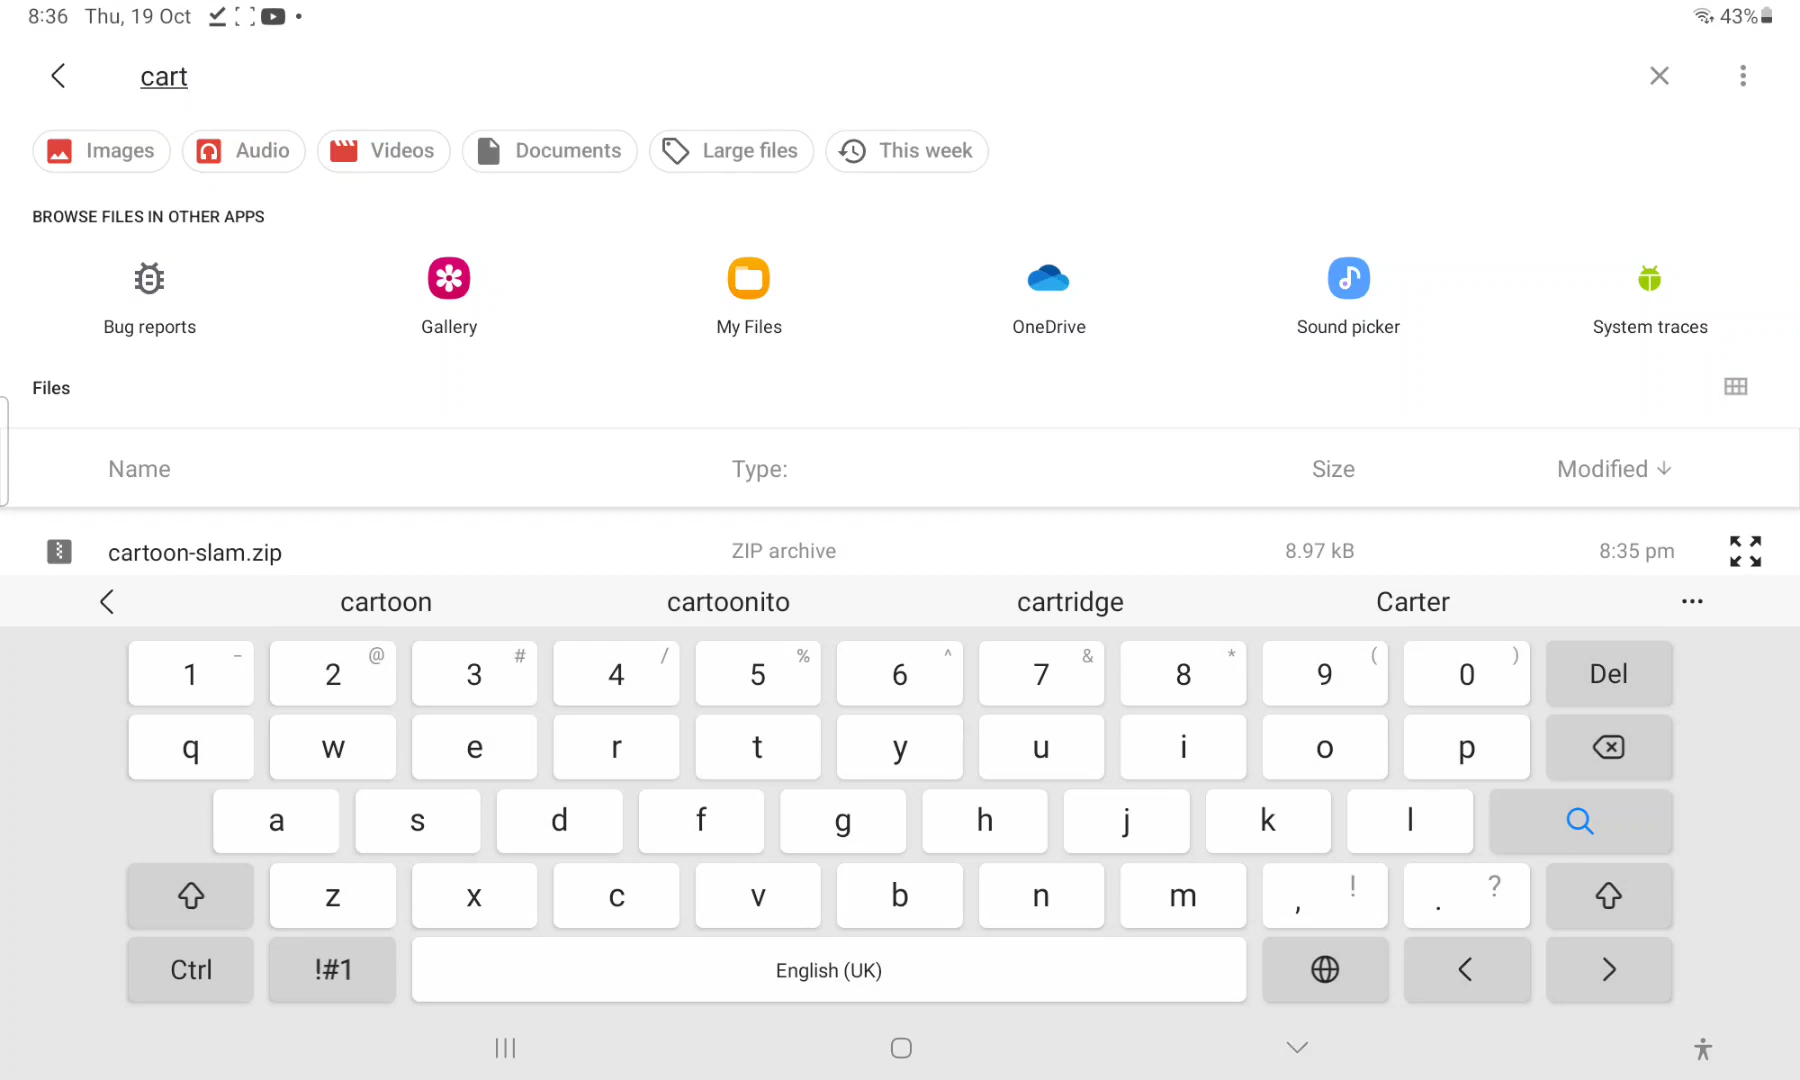 8:36 Thu, 19 Oct 43%
cart
Images Audio Videos Documents Large files This week
BROWSE FILES IN OTHER APPS
Bug reports Gallery My Files OneDrive Sound picker System traces
Files
Name Type: Size Modified
cartoon-slam.zip ZIP archive 8.97 kB 8:35 pm
cartoon cartoonito cartridge Carter ...
1 - 2 @ 3 # 4 / 5 % 6 ^ 7 & 8 * 9 ( 0 ) Del
q w e r t y u i o p
a s d f g h j k l
z x c v b n m , ! . ?
Ctrl !#1 English (UK)